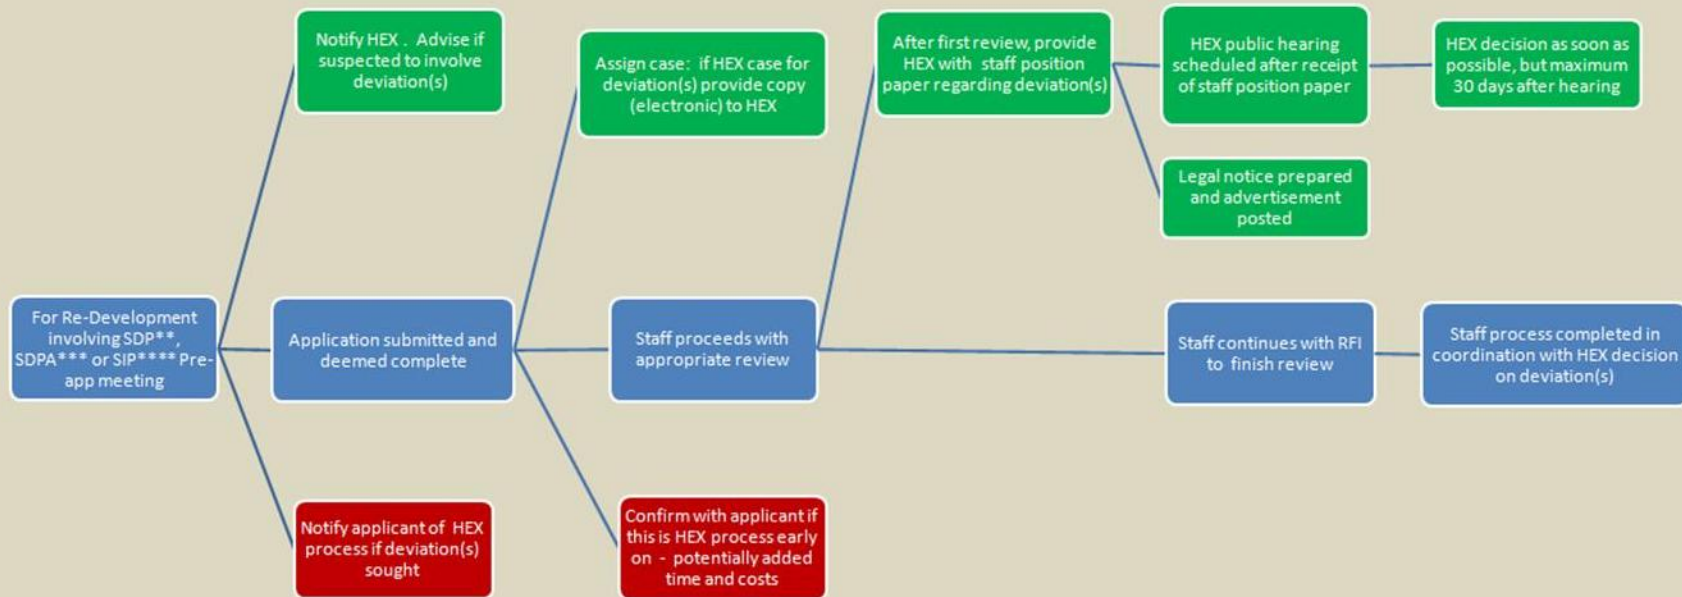 Notify HEX . Advise if
suspected to involve
deviation(s)
Assign case: if HEX case for
deviation(s) provide copy
(electronic) to HEX
After first review, provide
HEX with staff position
paper regarding deviation(s)
HEX public hearing
scheduled after receipt
of staff position paper
HEX decision as soon as
possible, but maximum
30 days after hearing
Legal notice prepared
and advertisement
posted
For Re-Development
involving SDP**,
SDPA*** or SIP**** Pre-
app meeting
Application submitted and
deemed complete
Staff proceeds with
appropriate review
Staff continues with RFI
to finish review
Staff process completed in
coordination with HEX decision
on deviation(s)
Notify applicant of HEX
process if deviation(s)
sought
Confirm with applicant if
this is HEX process early
on - potentially added
time and costs